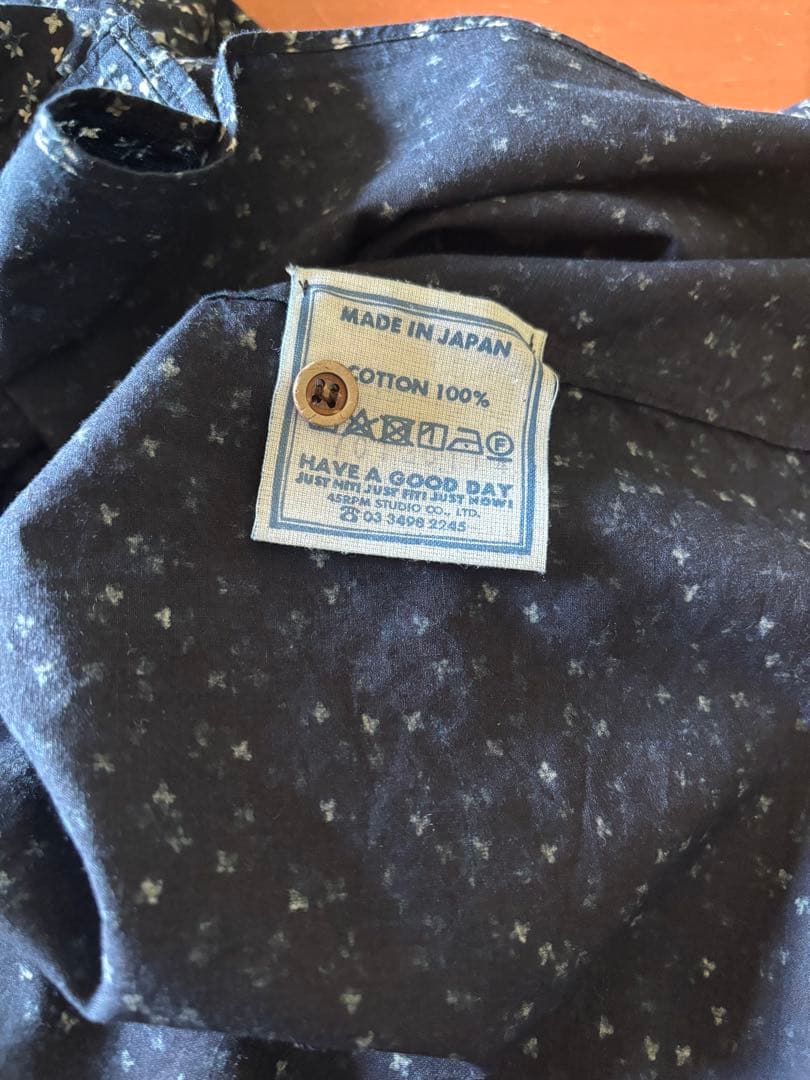 MADE IN JAPAN
COTTON 100%
F
HAVE A GOOD DAY
JUST NITI JUST FIT! JUST NOW!
45RPM STUDIO CO., LTD.
☎03 3498 2245